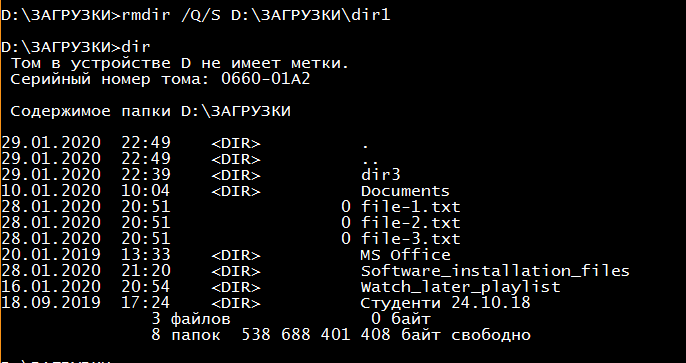 D:\ЗАГРУЗКИ>rmdir /Q/S D:\ЗАГРУЗКИ\dir1
D:\ЗАГРУЗКИ>dir
Том в устройстве D не имеет метки.
Серийный номер тома: 0660-01A2
Содержимое папки D:\ЗАГРУЗКИ
29.01.2020 22:49 <DIR> .
29.01.2020 22:49 <DIR> ..
29.01.2020 22:39 <DIR> dir3
10.01.2020 10:04 <DIR> Documents
28.01.2020 20:51 0 file-1.txt
28.01.2020 20:51 0 file-2.txt
28.01.2020 20:51 0 file-3.txt
20.01.2019 13:33 <DIR> MS Office
28.01.2020 21:20 <DIR> Software_installation_files
16.01.2020 20:54 <DIR> Watch_later_playlist
18.09.2019 17:24 <DIR> Студенти 24.10.18
3 файлов 0 байт
8 папок 538 688 401 408 байт свободно